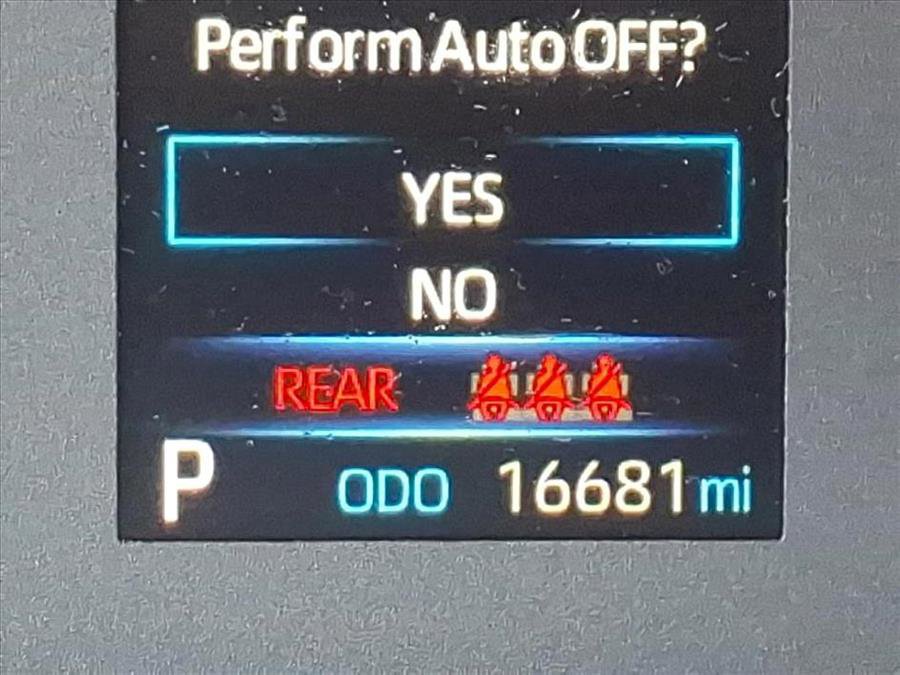 Perform Auto OFF?
YES
NO
REAR
P ODO 16681 mi